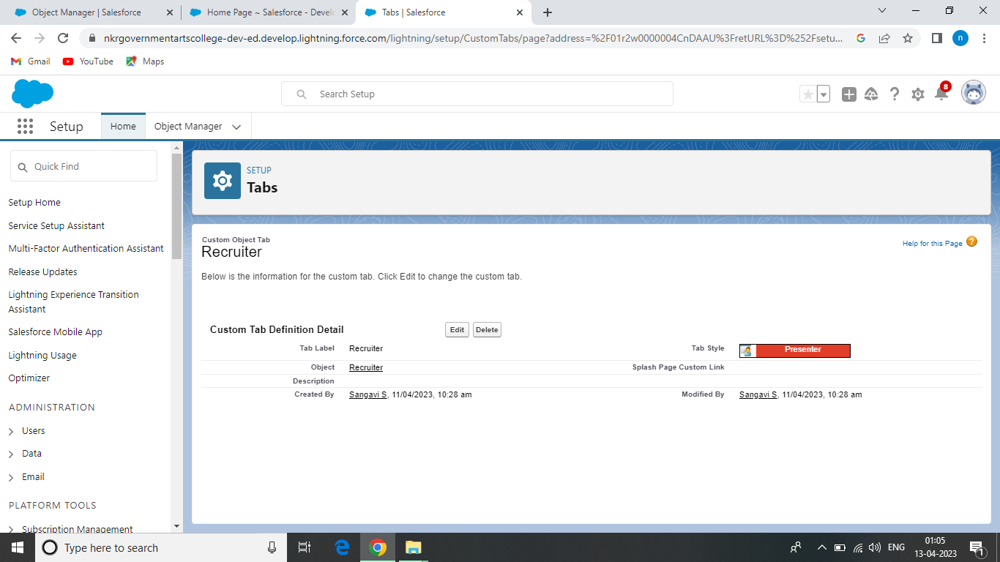 Object Manager | Salesforce
Home Page ~ Salesforce - Develo
Tabs | Salesforce
nkrgovernmentartscollege-dev-ed.develop.lightning.force.com/lightning/setup/CustomTabs/page?address=%2F01r2w0000004CnDAAU%3FretURL%3D%252Fsetu...
n
Gmail
YouTube
Maps
Search Setup
8
Setup
Home
Object Manager
Quick Find
Setup Home
Service Setup Assistant
Multi-Factor Authentication Assistant
Release Updates
Lightning Experience Transition
Assistant
Salesforce Mobile App
Lightning Usage
Optimizer
ADMINISTRATION
Users
Data
Email
PLATFORM TOOLS
Subscription Management
SETUP
Tabs
Custom Object Tab
Recruiter
Help for this Page ?
Below is the information for the custom tab. Click Edit to change the custom tab.
Custom Tab Definition Detail Edit Delete
Tab Label Recruiter Tab Style Presenter
Object Recruiter Splash Page Custom Link
Description
Created By Sangavi S, 11/04/2023, 10:28 am Modified By Sangavi S, 11/04/2023, 10:28 am
Type here to search
ENG
01:05
13-04-2023
1